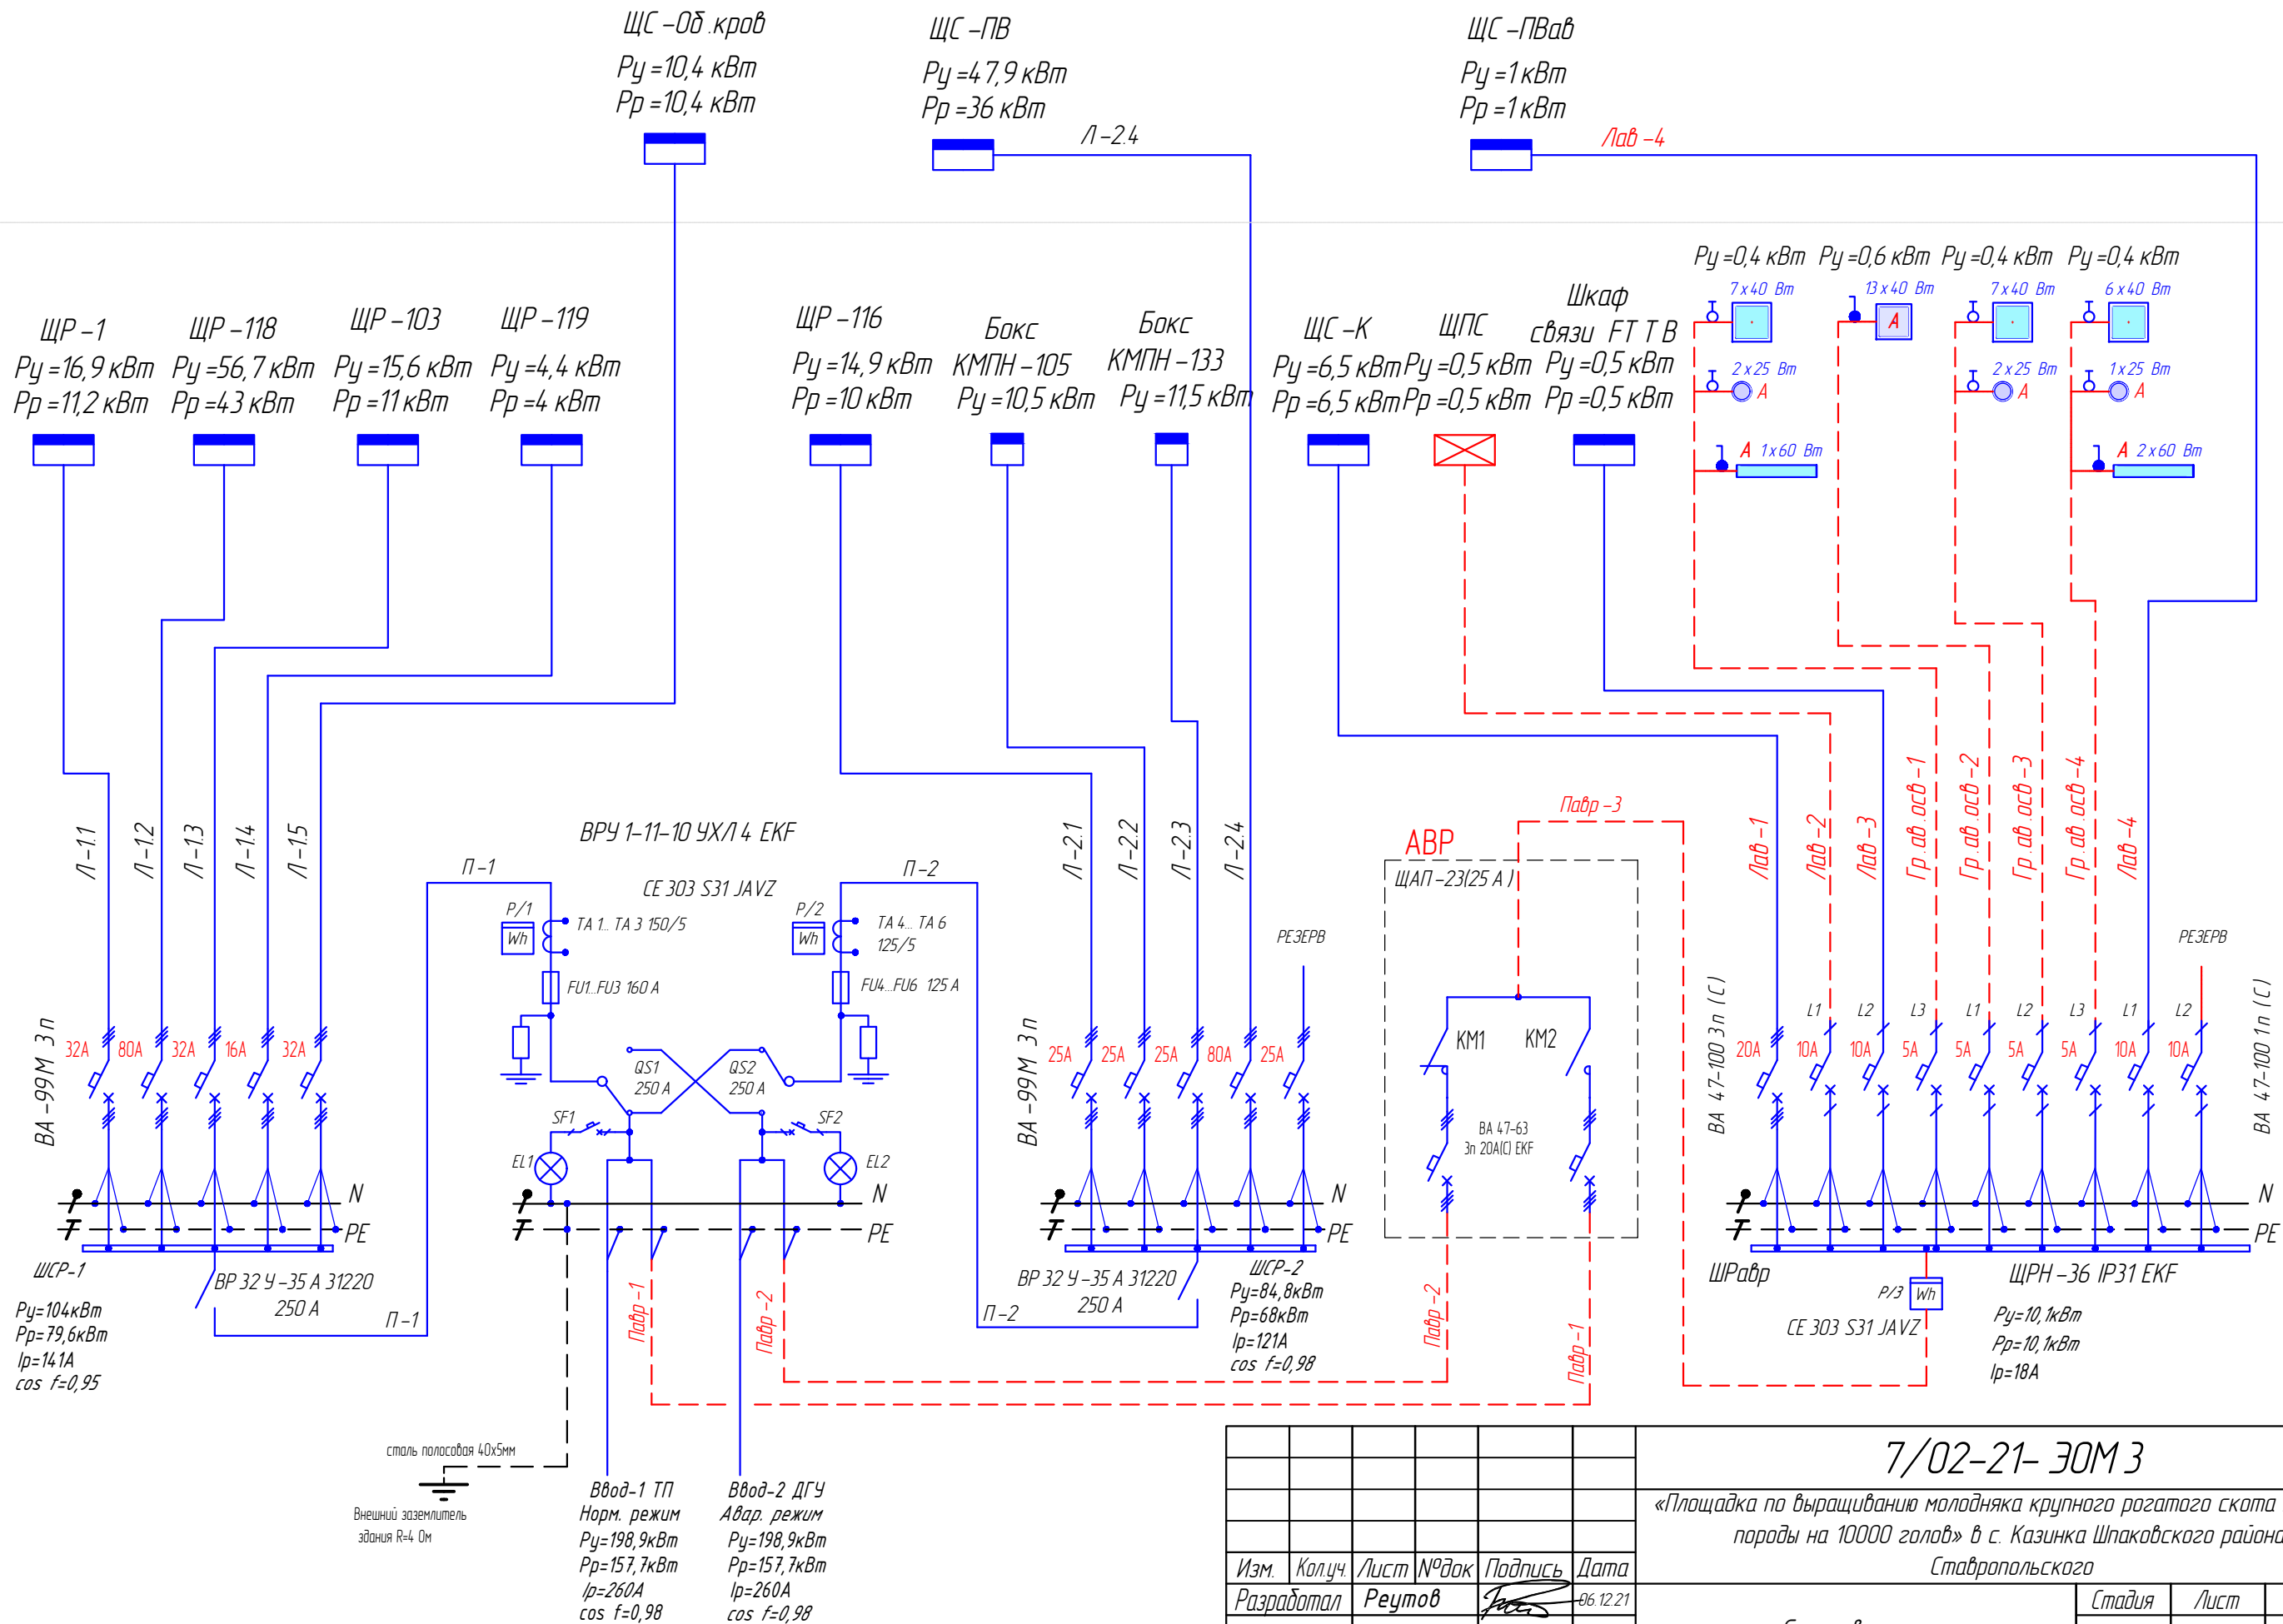 ЩС-Об.кров
Ру=10,4 кВт
Рр=10,4 кВт
ЩС-ПВ
Ру=47,9 кВт
Рр=36 кВт
Л-2.4
ЩС-ПВав
Ру=1 кВт
Рр=1 кВт
Лав-4
ЩР-1
Ру=16,9 кВт
Рр=11,2 кВт
ЩР-118
Ру=56,7 кВт
Рр=43 кВт
ЩР-103
Ру=15,6 кВт
Рр=11 кВт
ЩР-119
Ру=4,4 кВт
Рр=4 кВт
ЩР-116
Ру=14,9 кВт
Рр=10 кВт
Бокс
КМПН-105
Ру=10,5 кВт
Бокс
КМПН-133
Ру=11,5 кВт
ЩС-К
Ру=6,5 кВт
Рр=6,5 кВт
ЩПС
Ру=0,5 кВт
Рр=0,5 кВт
Шкаф
связи FTTB
Ру=0,5 кВт
Рр=0,5 кВт
Ру=0,4 кВт
7х40 Вт
2х25 Вт
А
А 1х60 Вт
Ру=0,6 кВт
13х40 Вт
А
Ру=0,4 кВт
7х40 Вт
2х25 Вт
А
Ру=0,4 кВт
6х40 Вт
1х25 Вт
А
А 2х60 Вт
Л-1.1
Л-1.2
Л-1.3
Л-1.4
Л-1.5
ВРУ 1-11-10 УХЛ 4 EKF
П-1
СЕ 303 S31 JAVZ
П-2
P/1
Wh
ТА 1... ТА 3 150/5
P/2
Wh
ТА 4... ТА 6
125/5
FU1...FU3 160 А
FU4...FU6 125 А
QS1
250 А
QS2
250 А
SF1
SF2
EL1
EL2
N
PE
ВА-99М 3п
32А
80А
32А
16А
32А
N
PE
ШСР-1
Ру=104кВт
Рр=79,6кВт
Iр=141А
cos f=0,95
ВР 32 У-35 А 31220
250 А
П-1
Л-2.1
Л-2.2
Л-2.3
Л-2.4
РЕЗЕРВ
ВА-99М 3п
25А
25А
25А
80А
25А
N
PE
ВР 32 У-35 А 31220
250 А
П-2
ШСР-2
Ру=84,8кВт
Рр=68кВт
Iр=121А
cos f=0,98
Павр-1
Павр-2
Павр-3
АВР
ЩАП-23(25 А)
КМ1
КМ2
ВА 47-63
3п 20А(С) EKF
Павр-2
Павр-1
Лав-1
Лав-2
Лав-3
Гр.ав.осв-1
Гр.ав.осв-2
Гр.ав.осв-3
Гр.ав.осв-4
Лав-4
РЕЗЕРВ
ВА 47-100 3п (С)
L1
L2
L3
L1
L2
L3
L1
L2
20А
10А
10А
5А
5А
5А
5А
10А
10А
ВА 47-100 1п (С)
N
PE
ШРавр
ЩРН-36 IP31 EKF
P/3
Wh
СЕ 303 S31 JAVZ
Ру=10,1кВт
Рр=10,1кВт
Iр=18А
сталь полосовая 40х5мм
Внешний заземлитель
здания R=4 Ом
Ввод-1 ТП
Норм. режим
Ру=198,9кВт
Рр=157,7кВт
Iр=260А
cos f=0,98
Ввод-2 ДГУ
Авар. режим
Ру=198,9кВт
Рр=157,7кВт
Iр=260А
cos f=0,98
7/02-21- ЭОМ 3
«Площадка по выращиванию молодняка крупного рогатого скота
породы на 10000 голов» в с. Казинка Шпаковского района
Ставропольского
Изм. Кол.уч. Лист №док Подпись Дата
Разработал Реутов 06.12.21
Стадия Лист